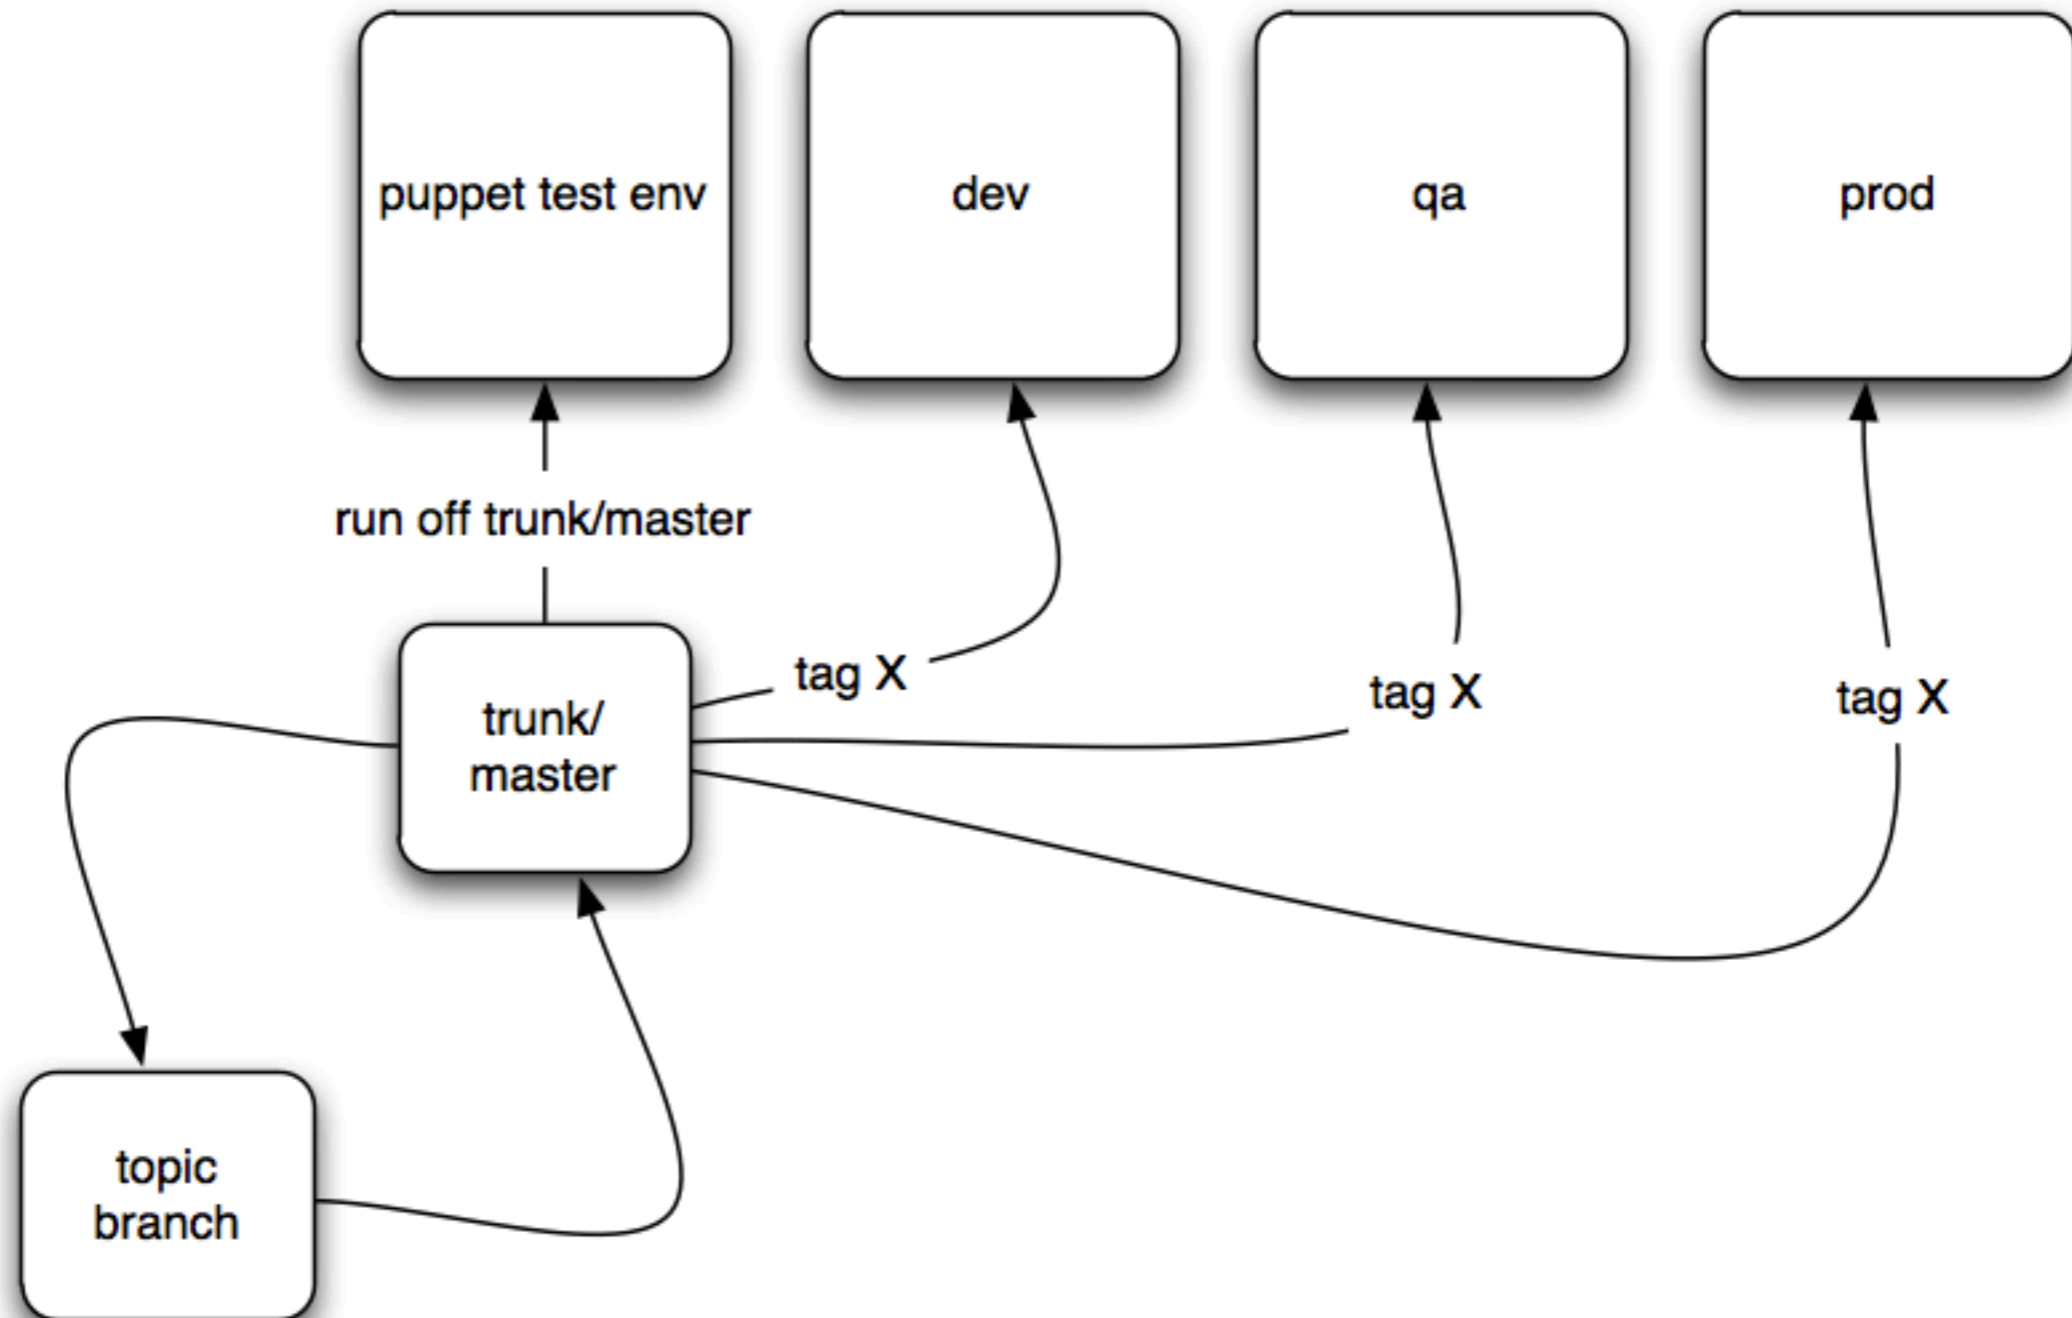 puppet test env
dev
qa
prod
run off trunk/master
tag X
tag X
tag X
trunk/
master
topic
branch